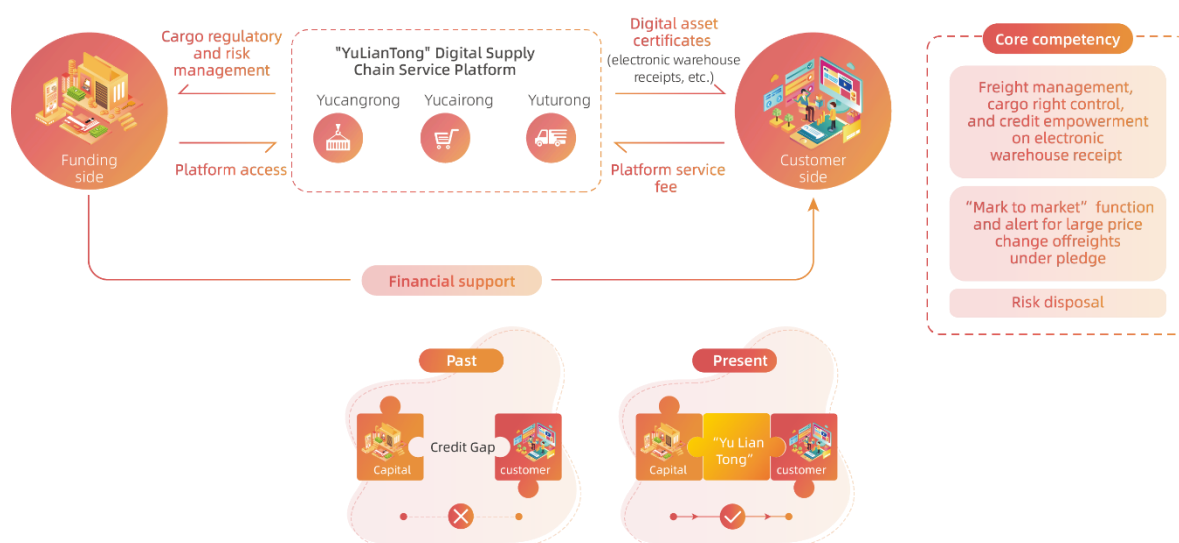 Cargo regulatory
and risk
management
Platform access
Funding
side
"YuLianTong" Digital Supply
Chain Service Platform
Yucangrong
Yucairong
Yuturong
Digital asset
certificates
(electronic warehouse
receipts, etc.)
Platform service
fee
Customer
side
Financial support
Core competency
Freight management,
cargo right control,
and credit empowerment
on electronic
warehouse receipt
“Mark to market” function
and alert for large price
change offreights
under pledge
Risk disposal
Past
Capital
Credit Gap
customer
Present
Capital
"Yu Lian
Tong"
customer